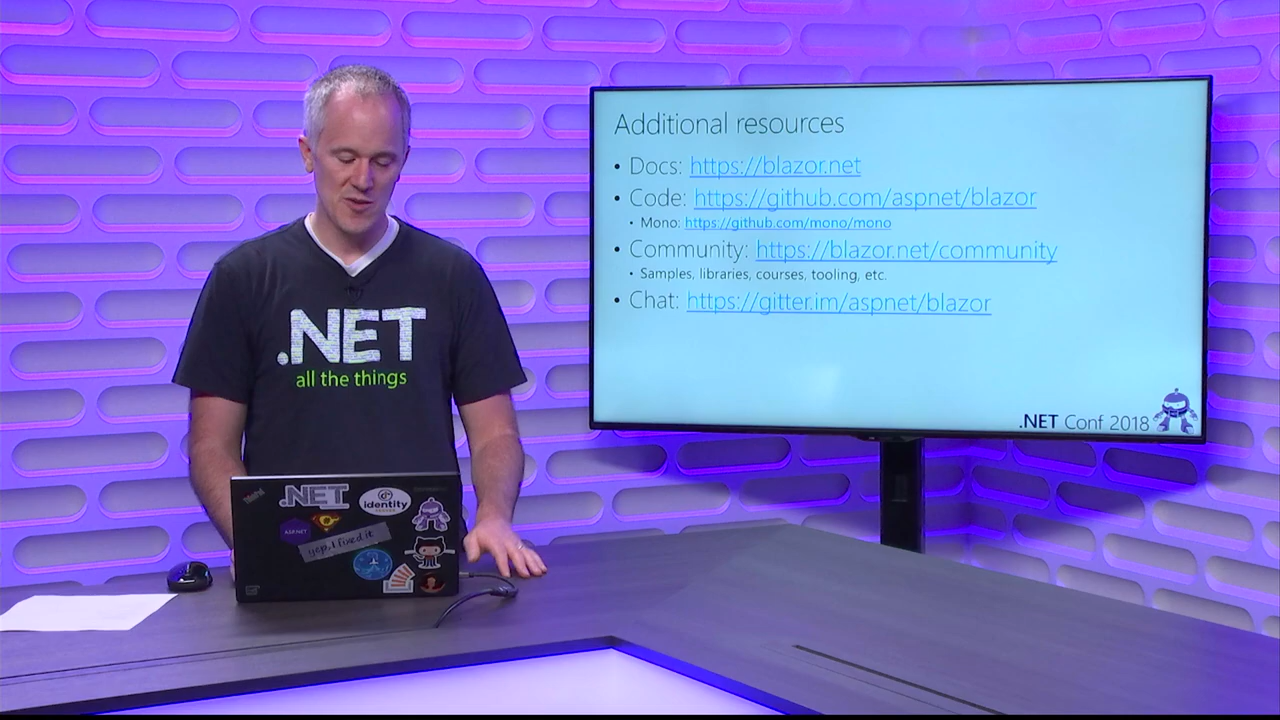 Additional resources
• Docs: https://blazor.net
• Code: https://github.com/aspnet/blazor
• Mono: https://github.com/mono/mono
• Community: https://blazor.net/community
• Samples, libraries, courses, tooling, etc.
• Chat: https://gitter.im/aspnet/blazor
.NET Conf 2018
.NET
all the things
.NET
identity
ASP.NET
yep, I fixed it